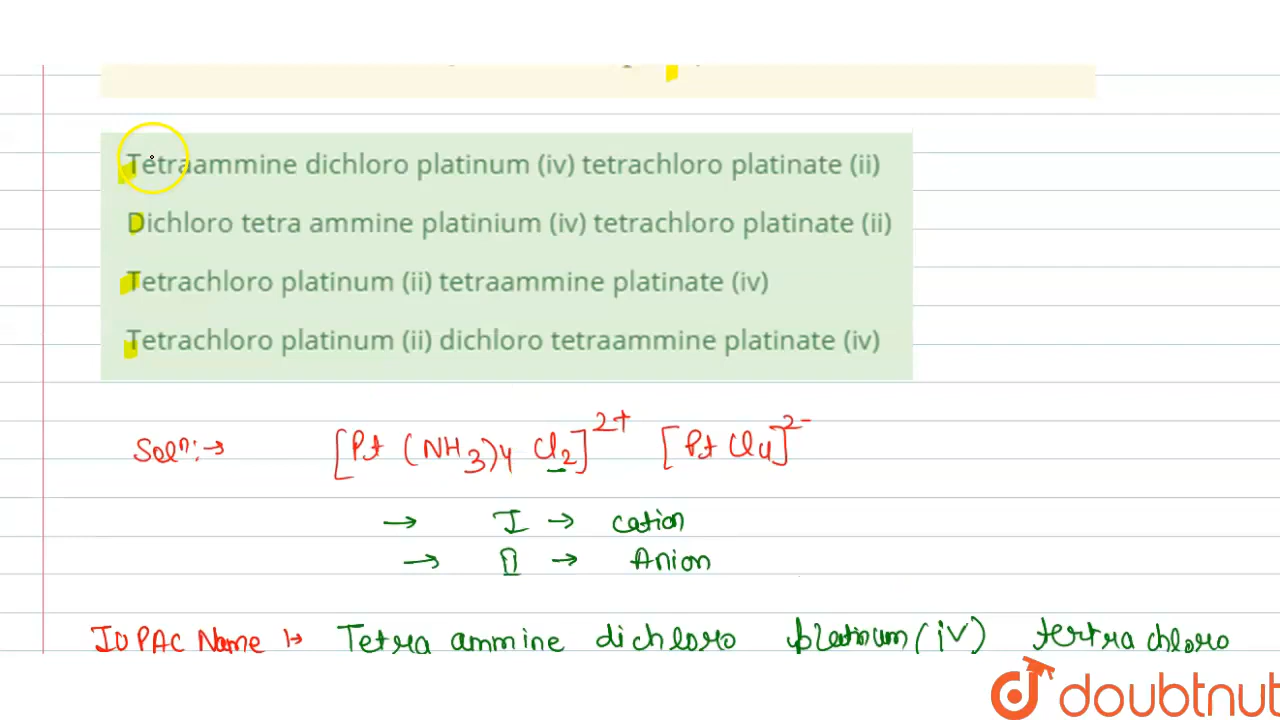 Tetraammine dichloro platinum (iv) tetrachloro platinate (ii)
Dichloro tetra ammine platinium (iv) tetrachloro platinate (ii)
Tetrachloro platinum (ii) tetraammine platinate (iv)
Tetrachloro platinum (ii) dichloro tetraammine platinate (iv)
Soln:→ [Pt (NH3)4 Cl2]2+ [Pt Cl4]2-
→ I → cation
→ II → Anion
IUPAC Name :→ Tetra ammine dichloro platinum (iv) tertra chloro
doubtnut